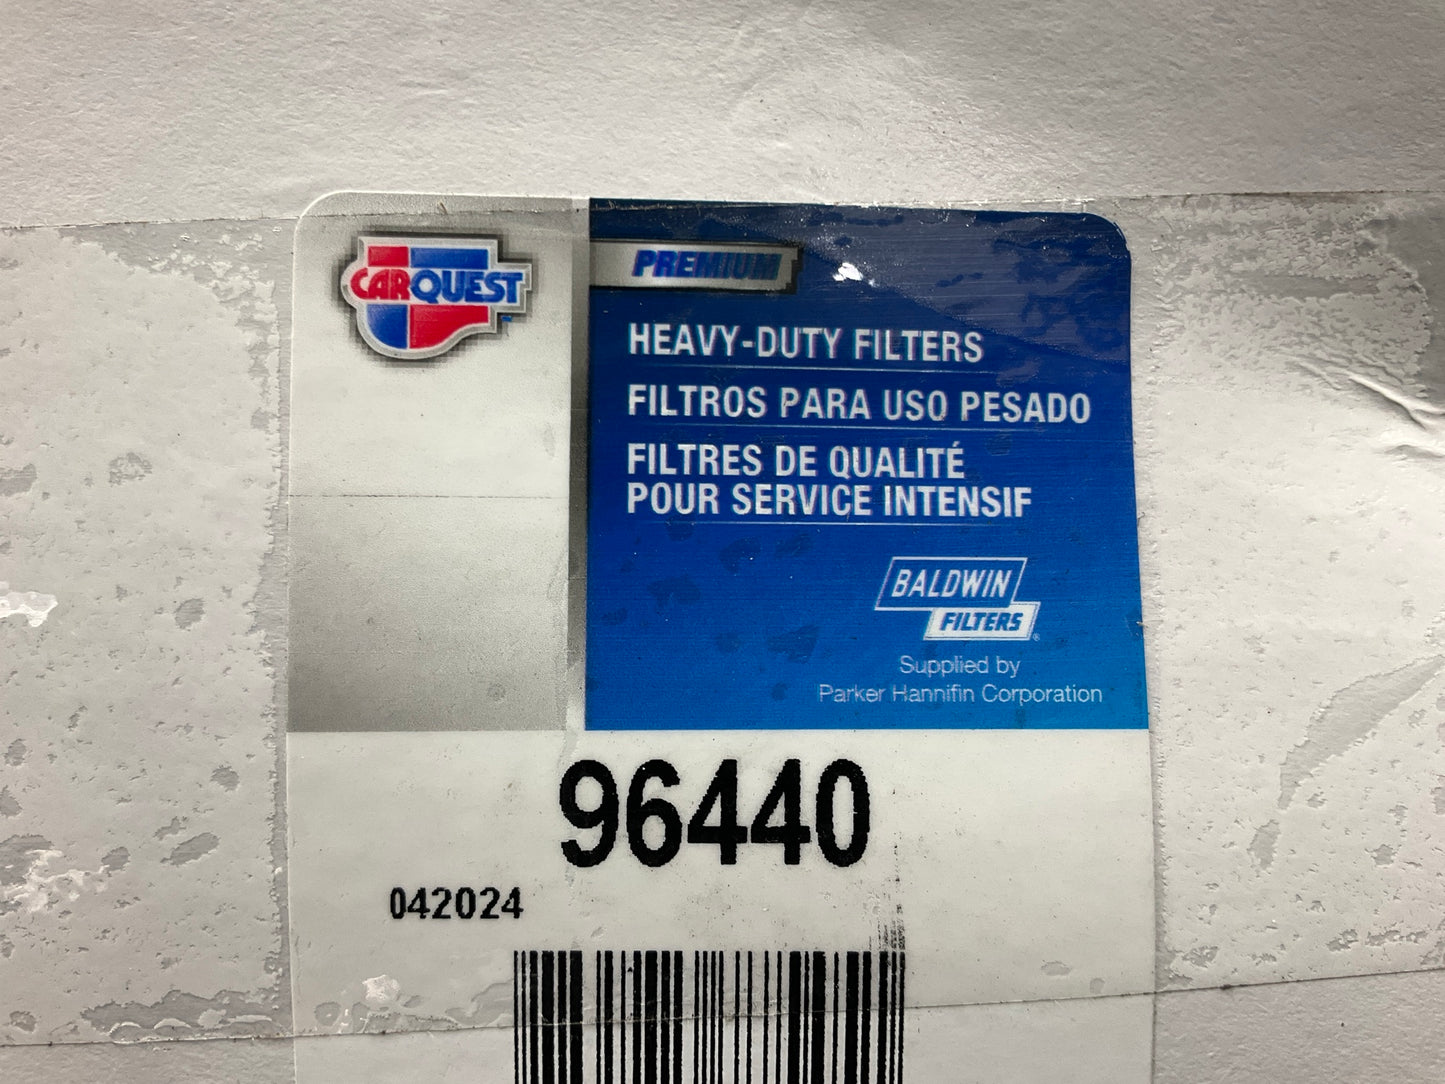 CARQUEST
PREMIUM
HEAVY-DUTY FILTERS
FILTROS PARA USO PESADO
FILTRES DE QUALITÉ
POUR SERVICE INTENSIF
BALDWIN
FILTERS®
Supplied by
Parker Hannifin Corporation
96440
042024